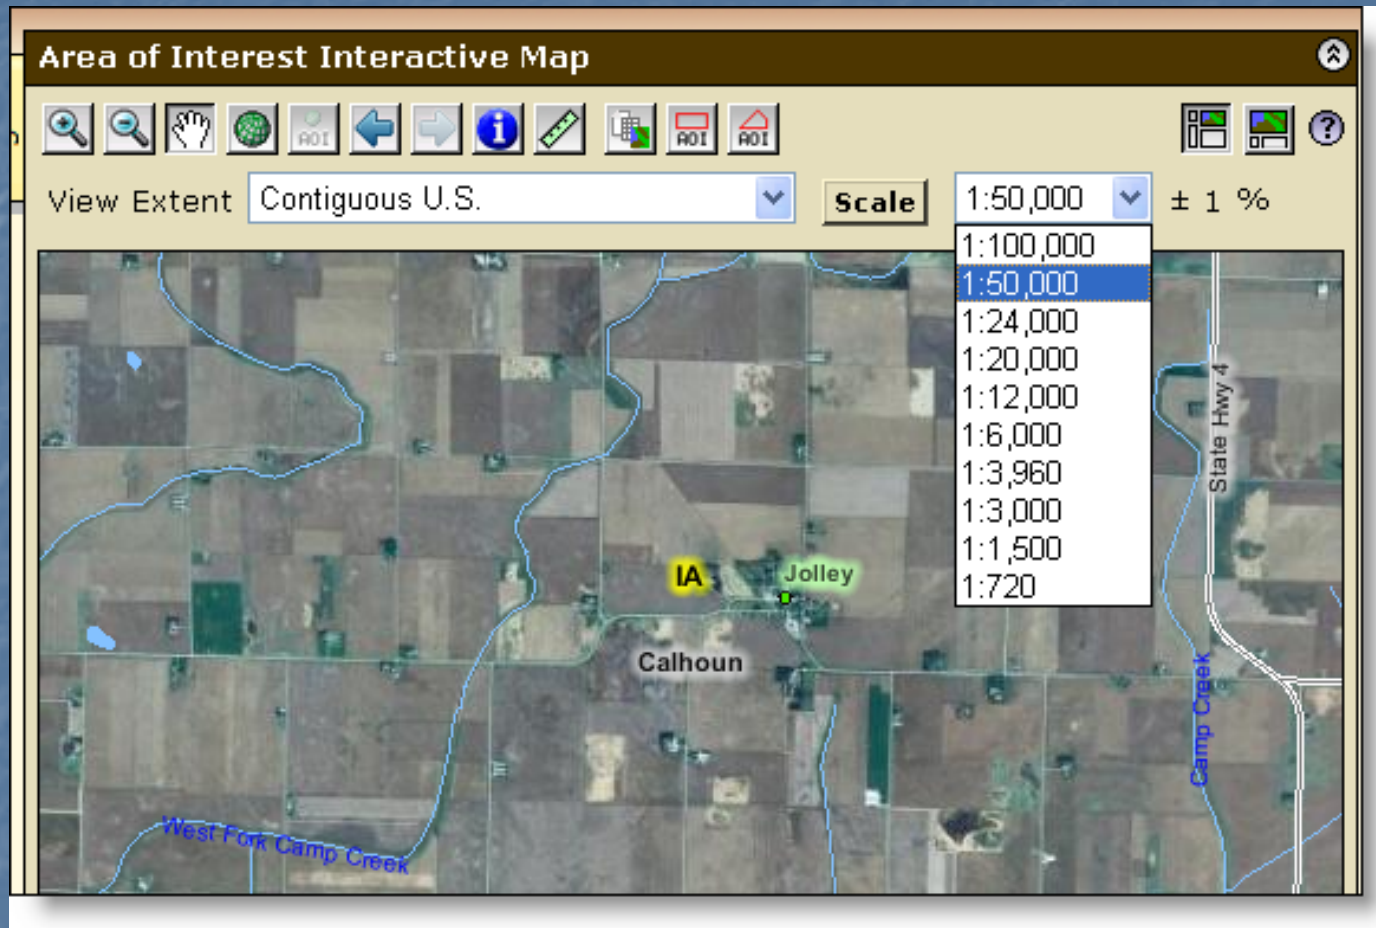 Area of Interest Interactive Map
AOI
AOI
AOI
View Extent
Contiguous U.S.
Scale
1:50,000
± 1 %
1:100,000
1:50,000
1:24,000
1:20,000
1:12,000
1:6,000
1:3,960
1:3,000
1:1,500
1:720
State Hwy 4
IA
Jolley
Calhoun
Camp Creek
West Fork Camp Creek